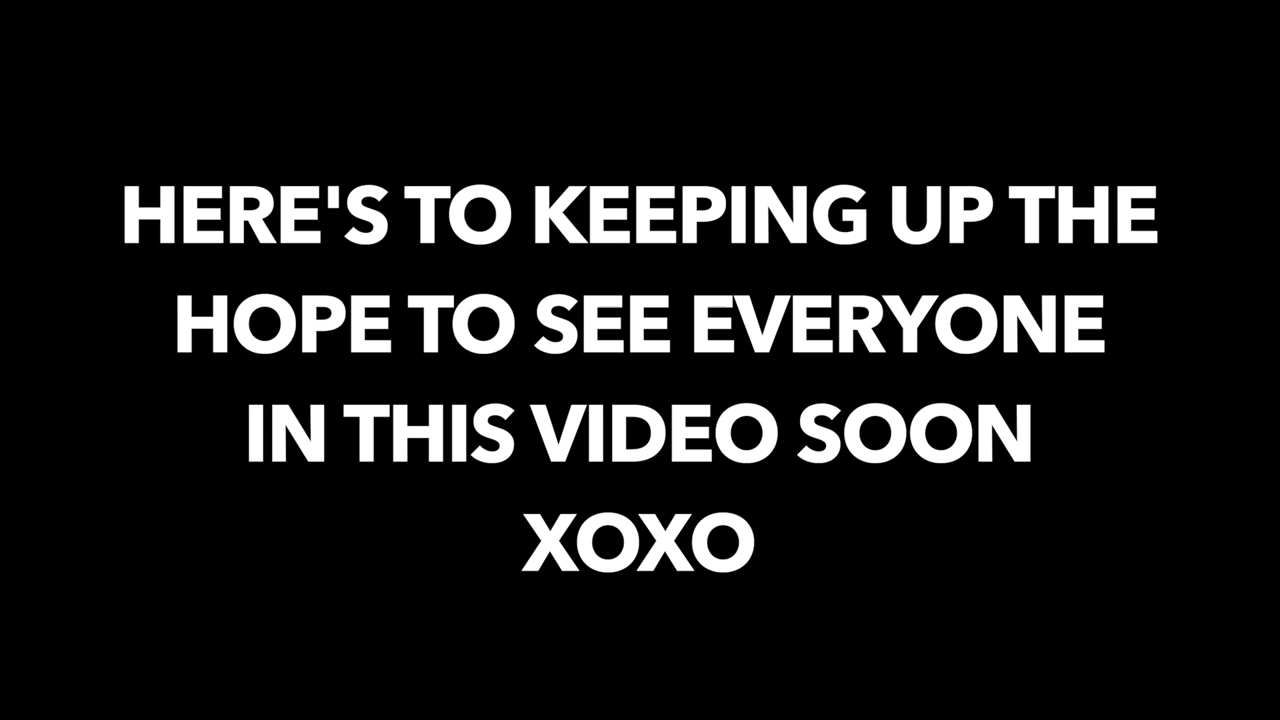 HERE'S TO KEEPING UP THE
HOPE TO SEE EVERYONE
IN THIS VIDEO SOON
XOXO